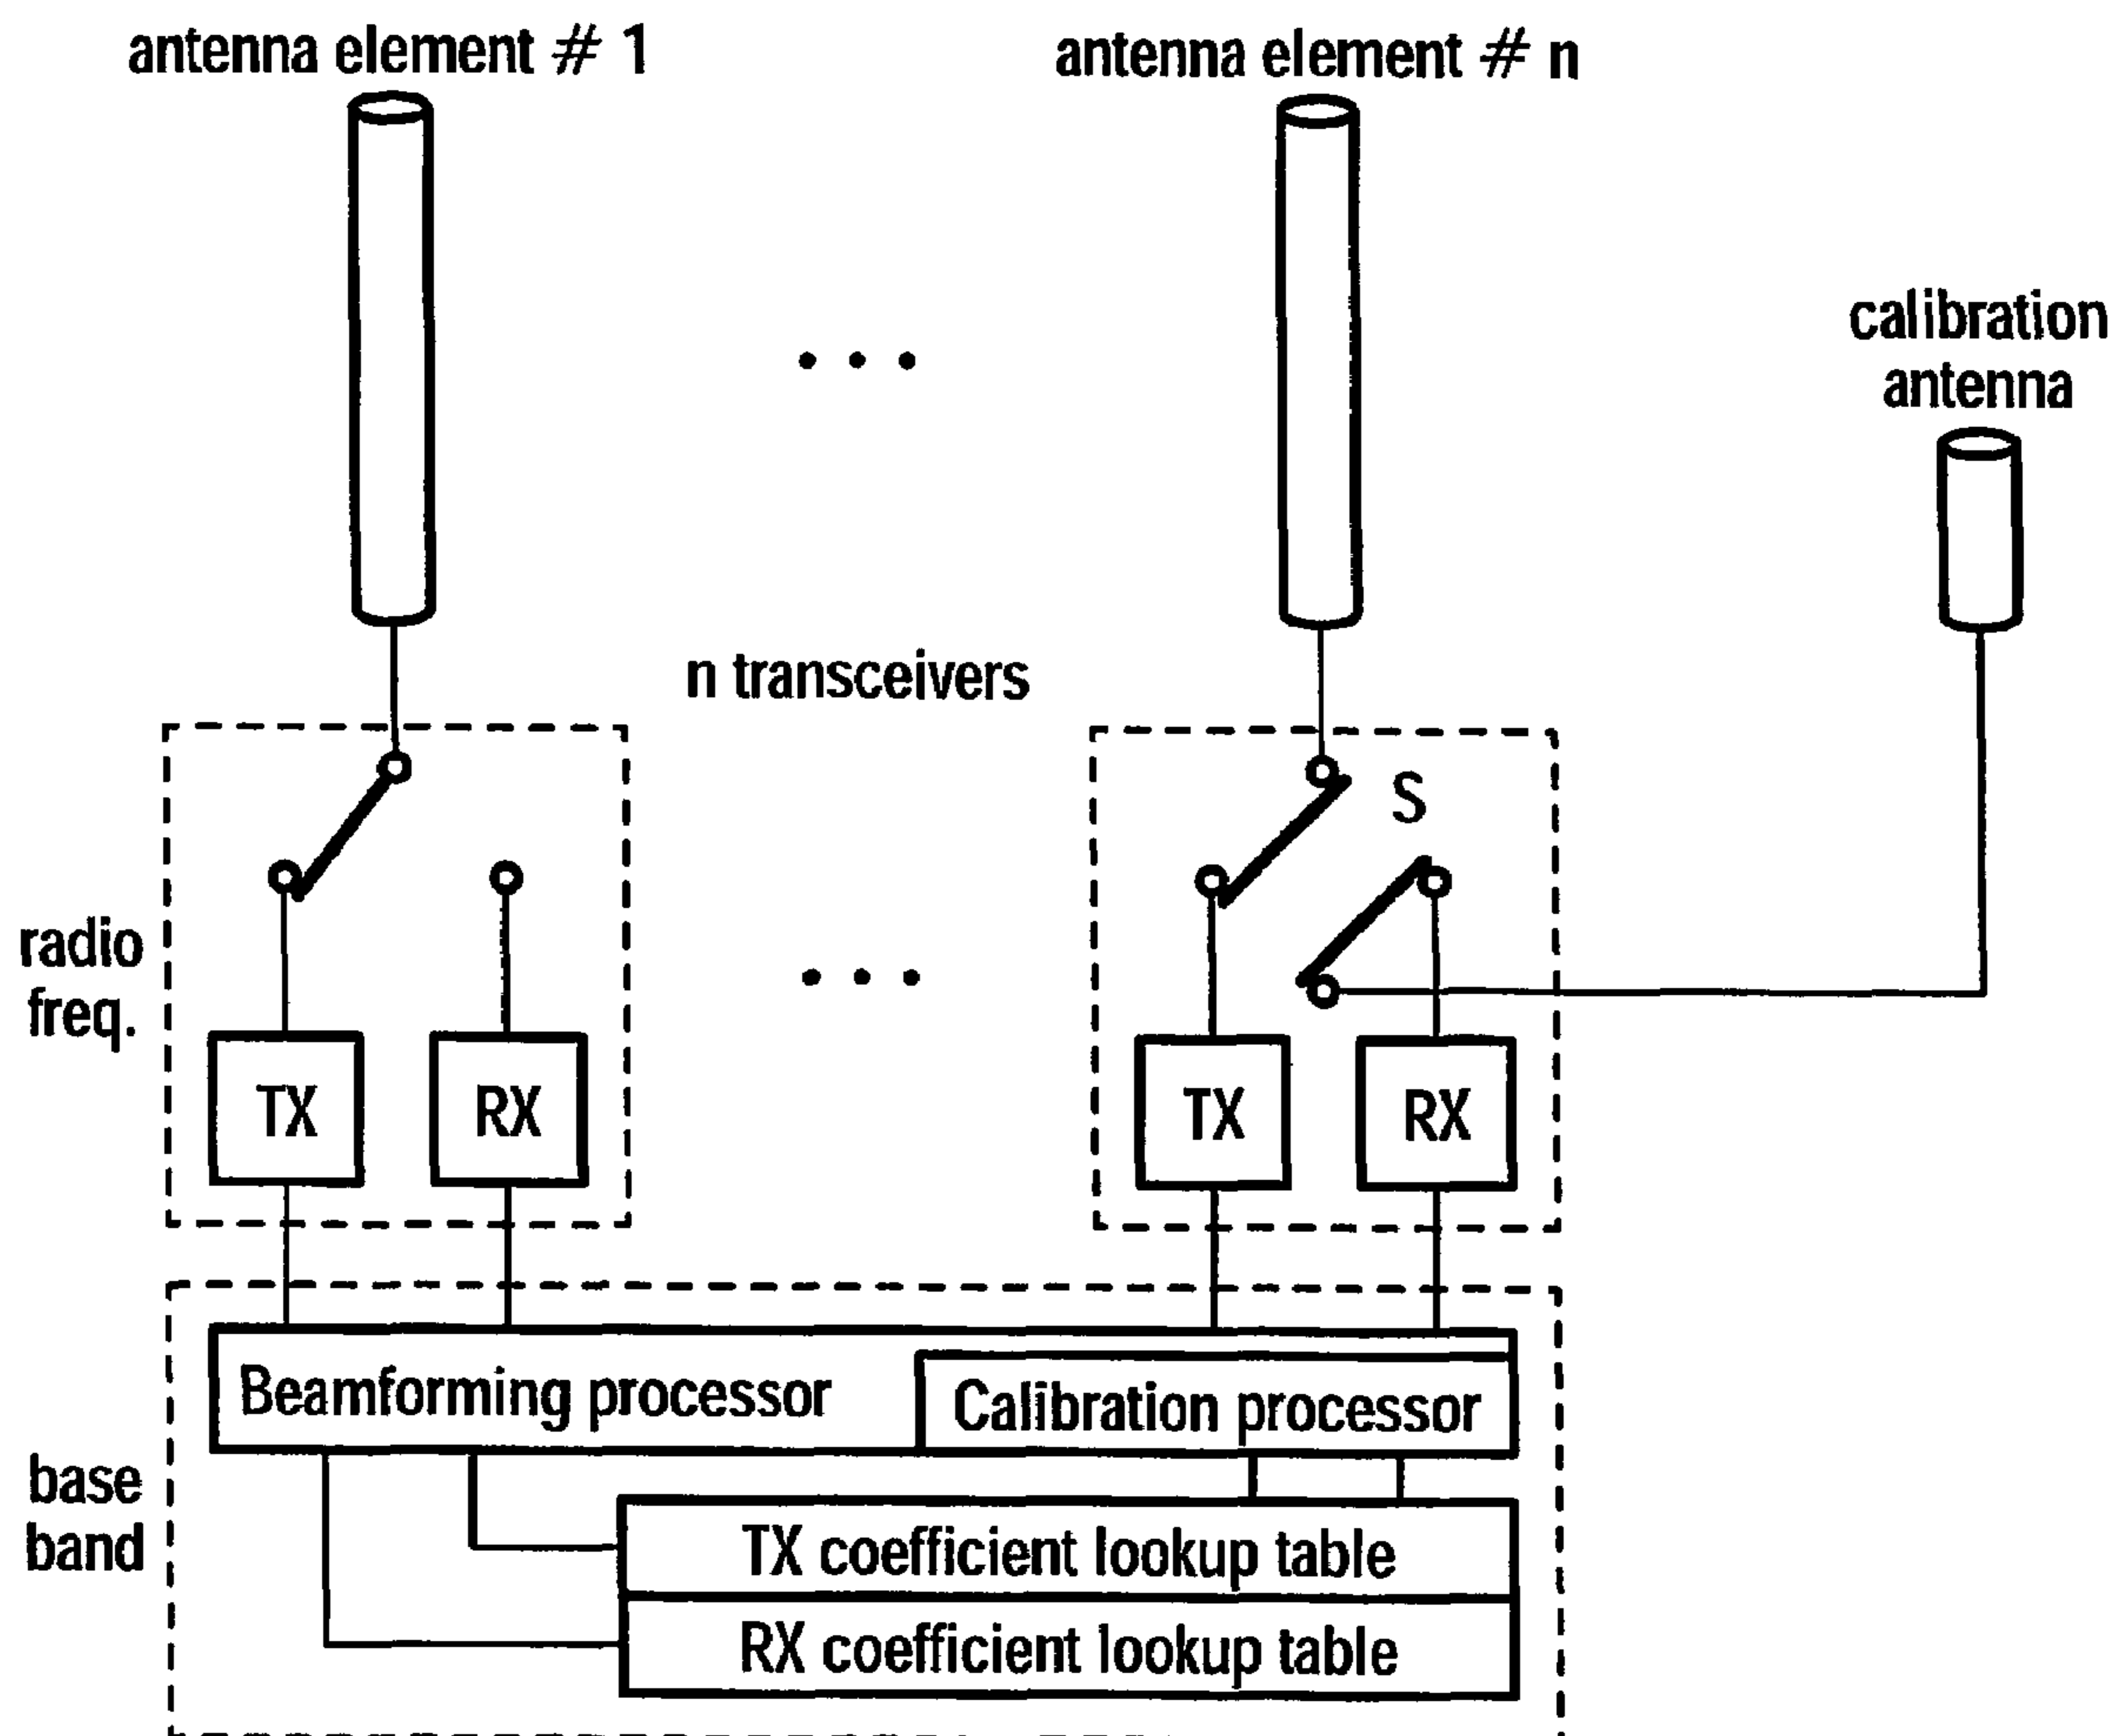 antenna element # 1
antenna element # n
calibration
antenna
n transceivers
S
radio
freq.
TX
RX
TX
RX
Beamforming processor
Calibration processor
base
band
TX coefficient lookup table
RX coefficient lookup table